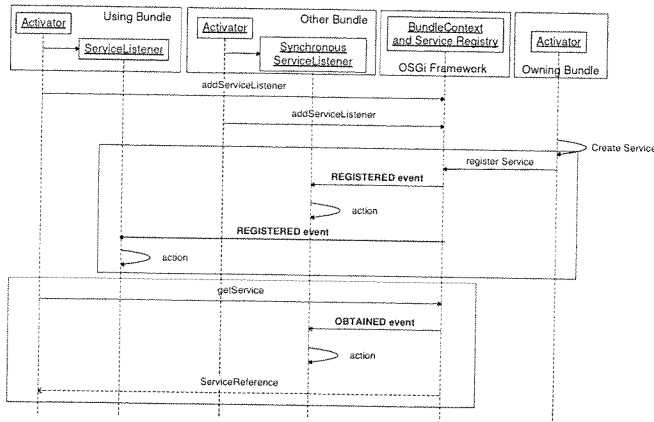 Using Bundle
Activator
ServiceListener
Other Bundle
Activator
Synchronous
ServiceListener
BundleContext
and Service Registry
OSGi Framework
Activator
Owning Bundle
addServiceListener
addServiceListener
Create Service
register Service
REGISTERED event
action
REGISTERED event
action
getService
OBTAINED event
action
ServiceReference